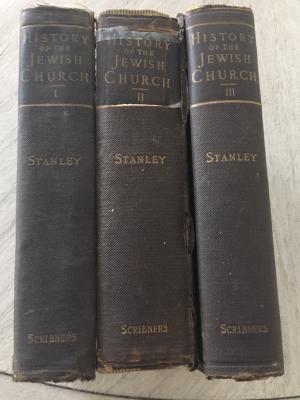 HISTORY
OF THE
JEWISH
CHURCH
I
STANLEY
SCRIBNERS
HISTORY
OF THE
JEWISH
CHURCH
II
STANLEY
SCRIBNERS
HISTORY
OF THE
JEWISH
CHURCH
III
STANLEY
SCRIBNERS